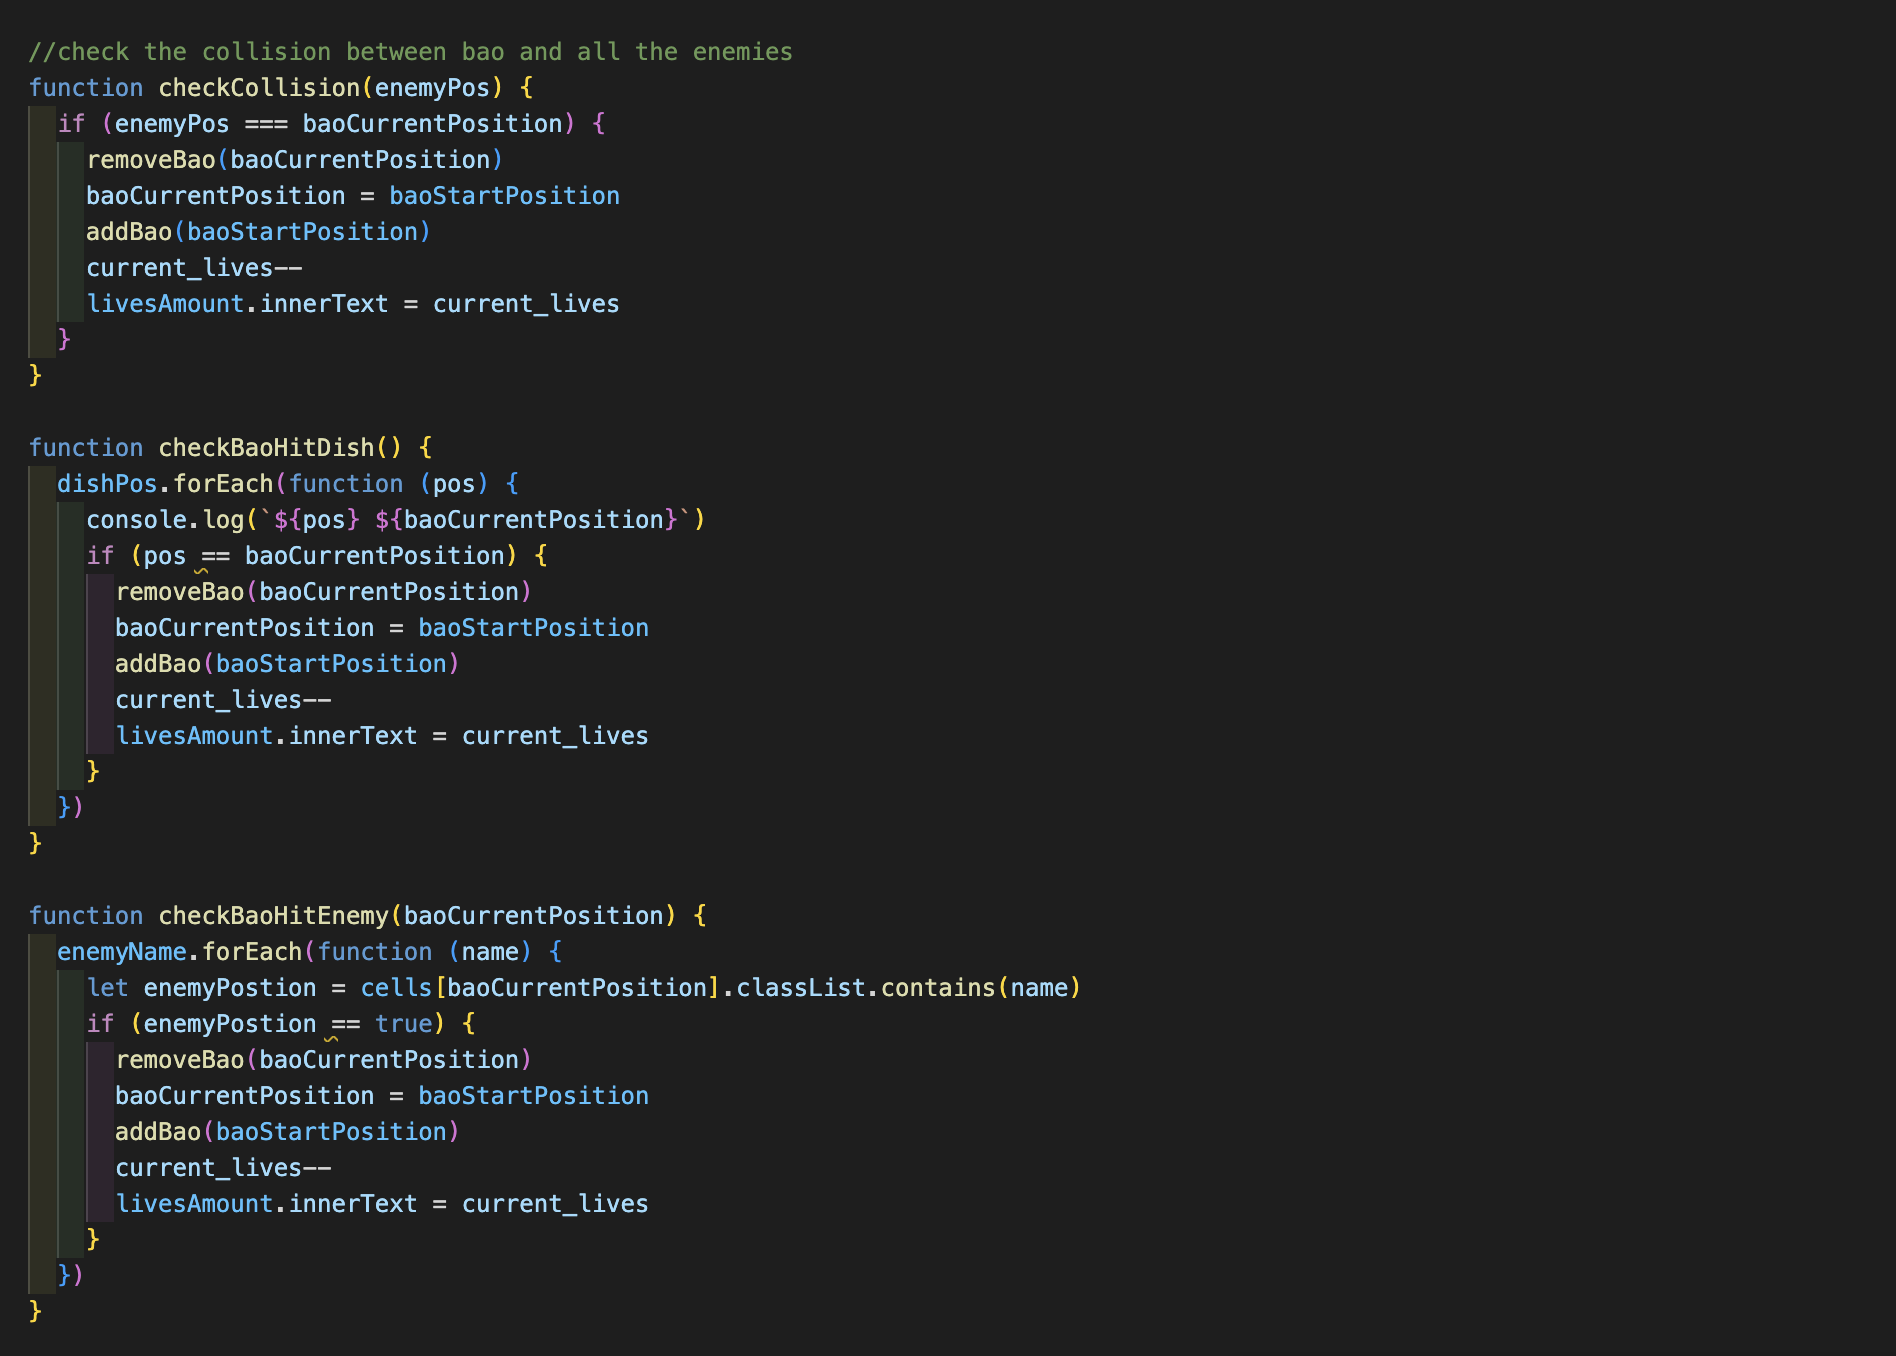 //check the collision between bao and all the enemies
function checkCollision(enemyPos) {
  if (enemyPos === baoCurrentPosition) {
    removeBao(baoCurrentPosition)
    baoCurrentPosition = baoStartPosition
    addBao(baoStartPosition)
    current_lives--
    livesAmount.innerText = current_lives
  }
}

function checkBaoHitDish() {
  dishPos.forEach(function (pos) {
    console.log(`${pos} ${baoCurrentPosition}`)
    if (pos == baoCurrentPosition) {
      removeBao(baoCurrentPosition)
      baoCurrentPosition = baoStartPosition
      addBao(baoStartPosition)
      current_lives--
      livesAmount.innerText = current_lives
    }
  })
}

function checkBaoHitEnemy(baoCurrentPosition) {
  enemyName.forEach(function (name) {
    let enemyPostion = cells[baoCurrentPosition].classList.contains(name)
    if (enemyPostion == true) {
      removeBao(baoCurrentPosition)
      baoCurrentPosition = baoStartPosition
      addBao(baoStartPosition)
      current_lives--
      livesAmount.innerText = current_lives
    }
  })
}